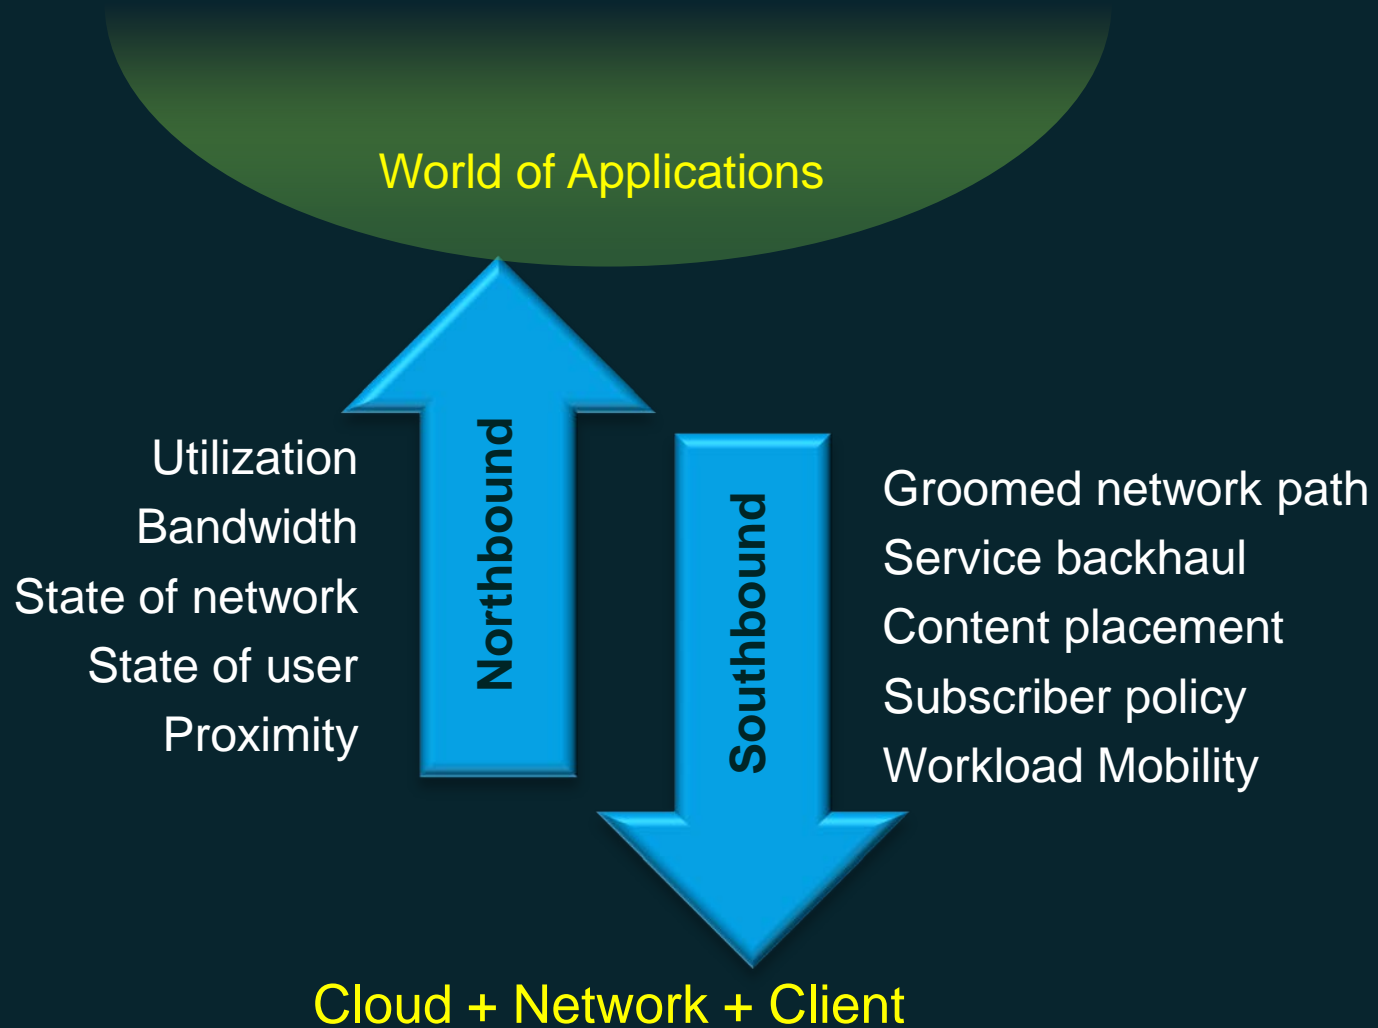 World of Applications
Utilization
Bandwidth
State of network
State of user
Proximity
Northbound
Southbound
Groomed network path
Service backhaul
Content placement
Subscriber policy
Workload Mobility
Cloud + Network + Client